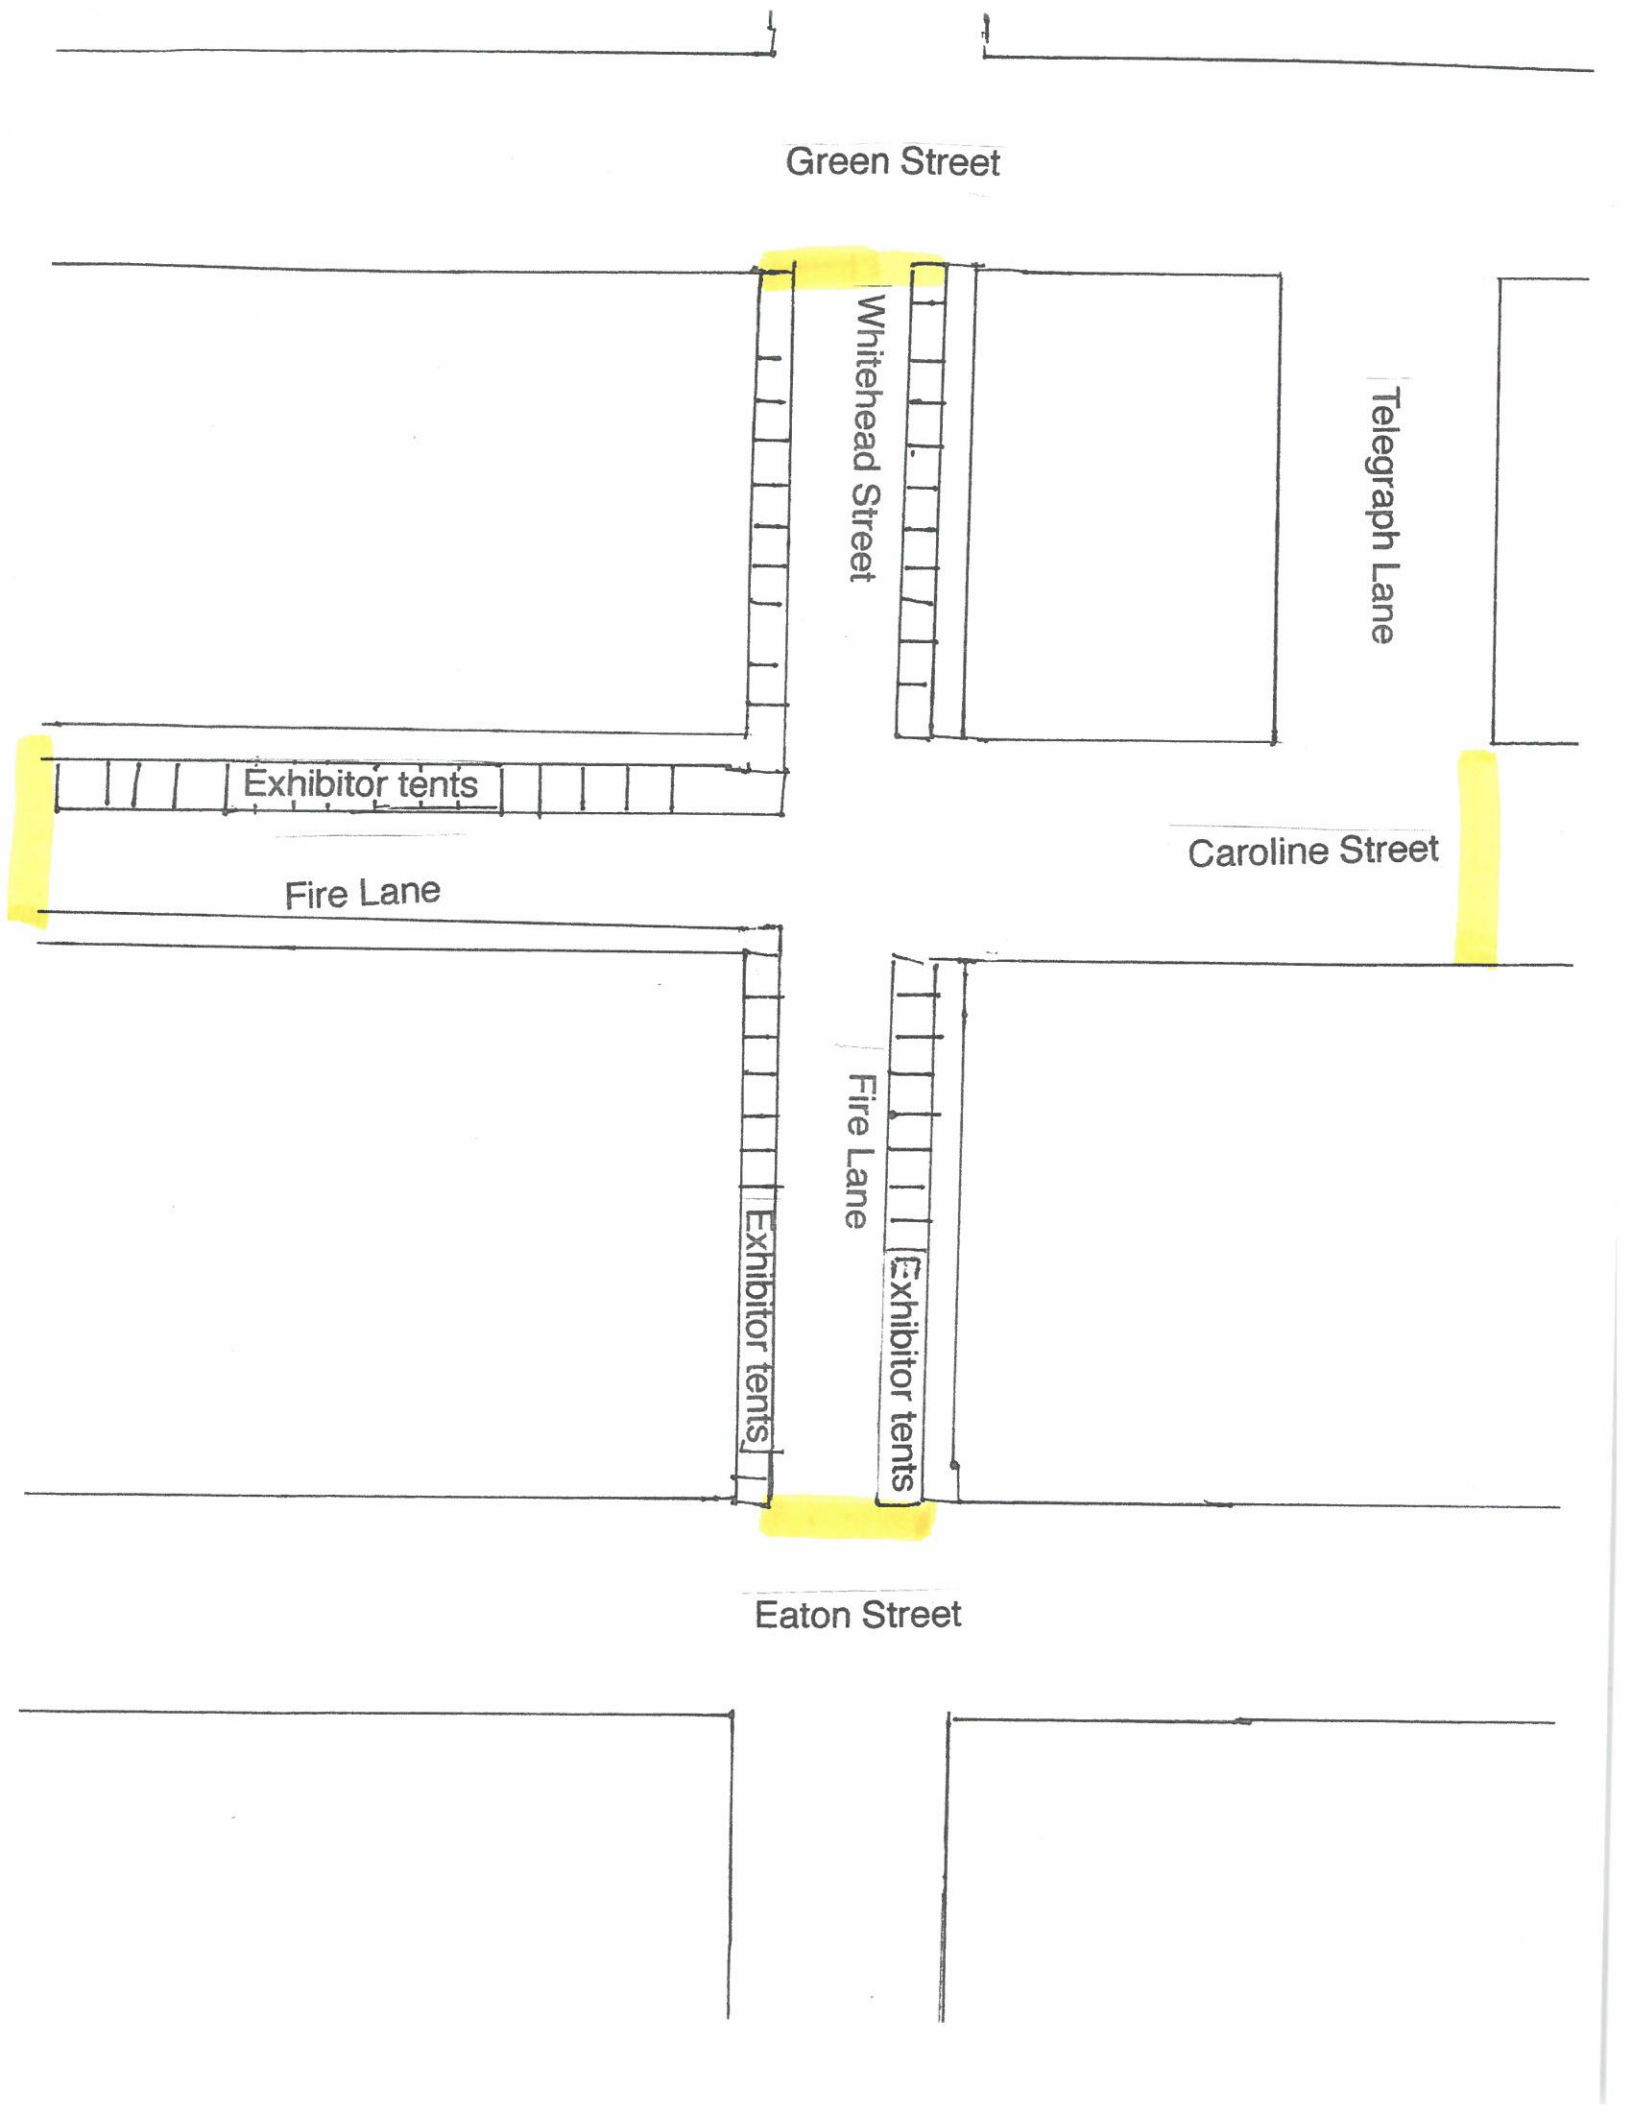 Green Street
Whitehead Street
Telegraph Lane
Exhibitor tents
Caroline Street
Fire Lane
Fire Lane
Exhibitor tents
Exhibitor tents
Eaton Street